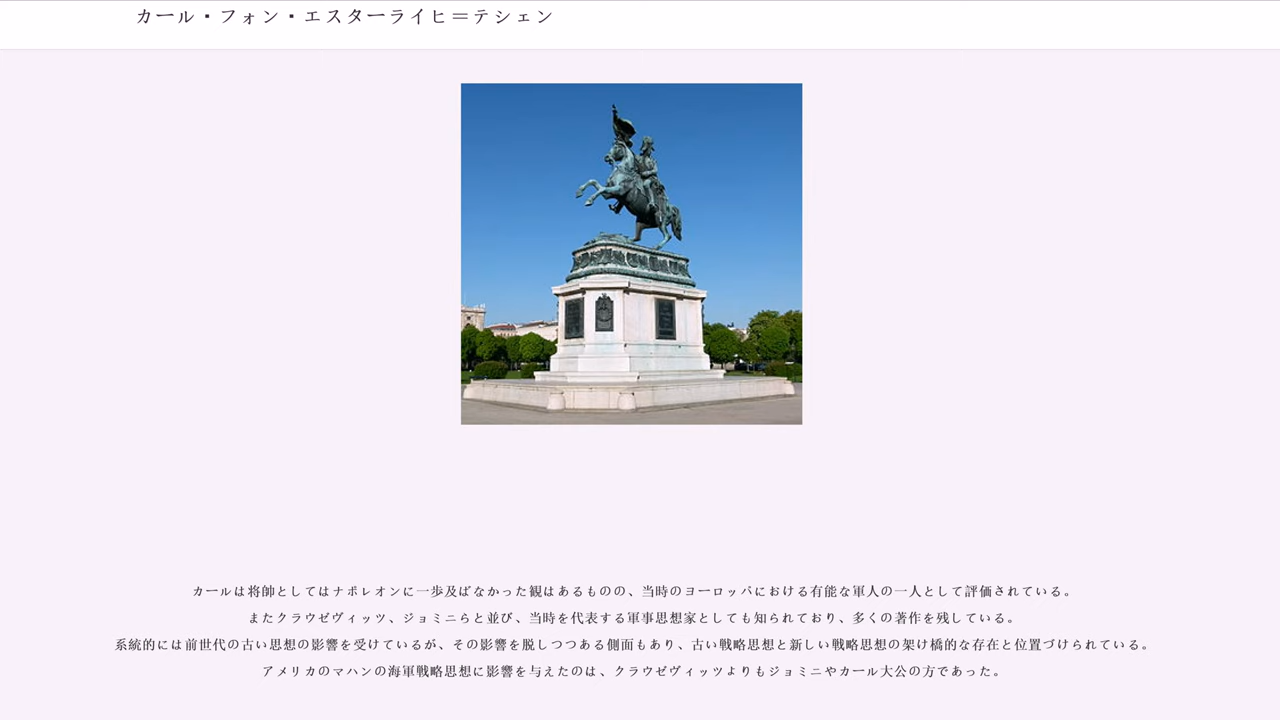 カール・フォン・エスターライヒ＝テシェン
カールは将帥としてはナポレオンに一歩及ばなかった観はあるものの、当時のヨーロッパにおける有能な軍人の一人として評価されている。
またクラウゼヴィッツ、ジョミニらと並び、当時を代表する軍事思想家としても知られており、多くの著作を残している。
系統的には前世代の古い思想の影響を受けているが、その影響を脱しつつある側面もあり、古い戦略思想と新しい戦略思想の架け橋的な存在と位置づけられている。
アメリカのマハンの海軍戦略思想に影響を与えたのは、クラウゼヴィッツよりもジョミニやカール大公の方であった。